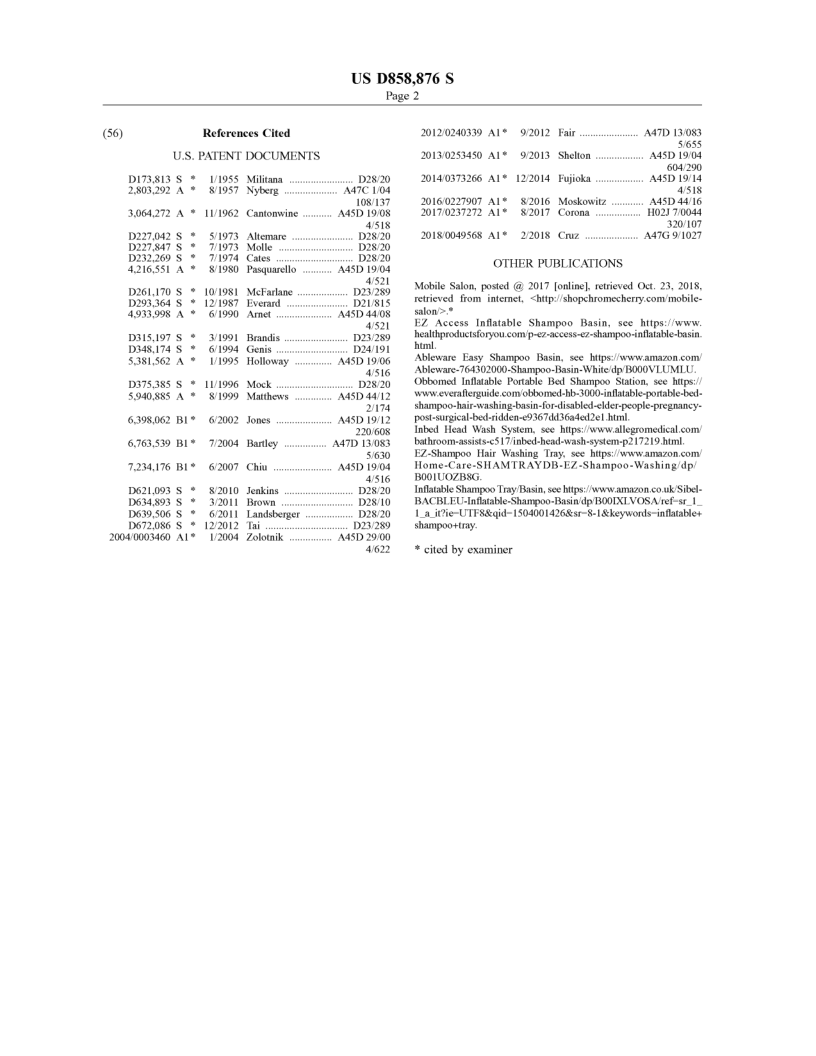 US D858,876 S
Page 2
(56) References Cited
U.S. PATENT DOCUMENTS
D173,813 S * 1/1955 Militana ........................ D28/20
2,803,292 A * 8/1957 Nyberg .................... A47C 1/04
108/137
3,064,272 A * 11/1962 Cantonwine ........... A45D 19/08
4/518
D227,042 S * 5/1973 Altemare ....................... D28/20
D227,847 S * 7/1973 Molle ............................ D28/20
D232,269 S * 7/1974 Cates ............................. D28/20
4,216,551 A * 8/1980 Pasquarello ........... A45D 19/04
4/521
D261,170 S * 10/1981 McFarlane ................... D23/289
D293,364 S * 12/1987 Everard ....................... D21/815
4,933,998 A * 6/1990 Arnet ..................... A45D 44/08
4/521
D315,197 S * 3/1991 Brandis ........................ D23/289
D348,174 S * 6/1994 Genis ........................... D24/191
5,381,562 A * 1/1995 Holloway .............. A45D 19/06
4/516
D375,385 S * 11/1996 Mock ............................. D28/20
5,940,885 A * 8/1999 Matthews .............. A45D 44/12
2/174
6,398,062 B1 * 6/2002 Jones ..................... A45D 19/12
220/608
6,763,539 B1 * 7/2004 Bartley ................ A47D 13/083
5/630
7,234,176 B1 * 6/2007 Chiu ...................... A45D 19/04
4/516
D621,093 S * 8/2010 Jenkins .......................... D28/20
D634,893 S * 3/2011 Brown ........................... D28/10
D639,506 S * 6/2011 Landsberger .................. D28/20
D672,086 S * 12/2012 Tai ............................... D23/289
2004/0003460 A1 * 1/2004 Zolotnik ................ A45D 29/00
4/622
2012/0240339 A1 * 9/2012 Fair ...................... A47D 13/083
5/655
2013/0253450 A1 * 9/2013 Shelton .................. A45D 19/04
604/290
2014/0373266 A1 * 12/2014 Fujioka .................. A45D 19/14
4/518
2016/0227907 A1 * 8/2016 Moskowitz ............ A45D 44/16
2017/0237272 A1 * 8/2017 Corona ................. H02J 7/0044
320/107
2018/0049568 A1 * 2/2018 Cruz .................... A47G 9/1027
OTHER PUBLICATIONS
Mobile Salon, posted @ 2017 [online], retrieved Oct. 23, 2018,
retrieved from internet, <http://shopchromecherry.com/mobile-
salon/>.*
EZ Access Inflatable Shampoo Basin, see https://www.
healthproductsforyou.com/p-ez-access-ez-shampoo-inflatable-basin.
html.
Ableware Easy Shampoo Basin, see https://www.amazon.com/
Ableware-764302000-Shampoo-Basin-White/dp/B000VLUMLU.
Obbomed Inflatable Portable Bed Shampoo Station, see https://
www.everafterguide.com/obbomed-hb-3000-inflatable-portable-bed-
shampoo-hair-washing-basin-for-disabled-elder-people-pregnancy-
post-surgical-bed-ridden-e9367dd36a4ed2e1.html.
Inbed Head Wash System, see https://www.allegromedical.com/
bathroom-assists-c517/inbed-head-wash-system-p217219.html.
EZ-Shampoo Hair Washing Tray, see https://www.amazon.com/
Home-Care-SHAMTRAYDB-EZ-Shampoo-Washing/dp/
B001UOZB8G.
Inflatable Shampoo Tray/Basin, see https://www.amazon.co.uk/Sibel-
BACBLEU-Inflatable-Shampoo-Basin/dp/B00IXLVOSA/ref=sr_1_
1_a_it?ie=UTF8&qid=1504001426&sr=8-1&keywords=inflatable+
shampoo+tray.
* cited by examiner